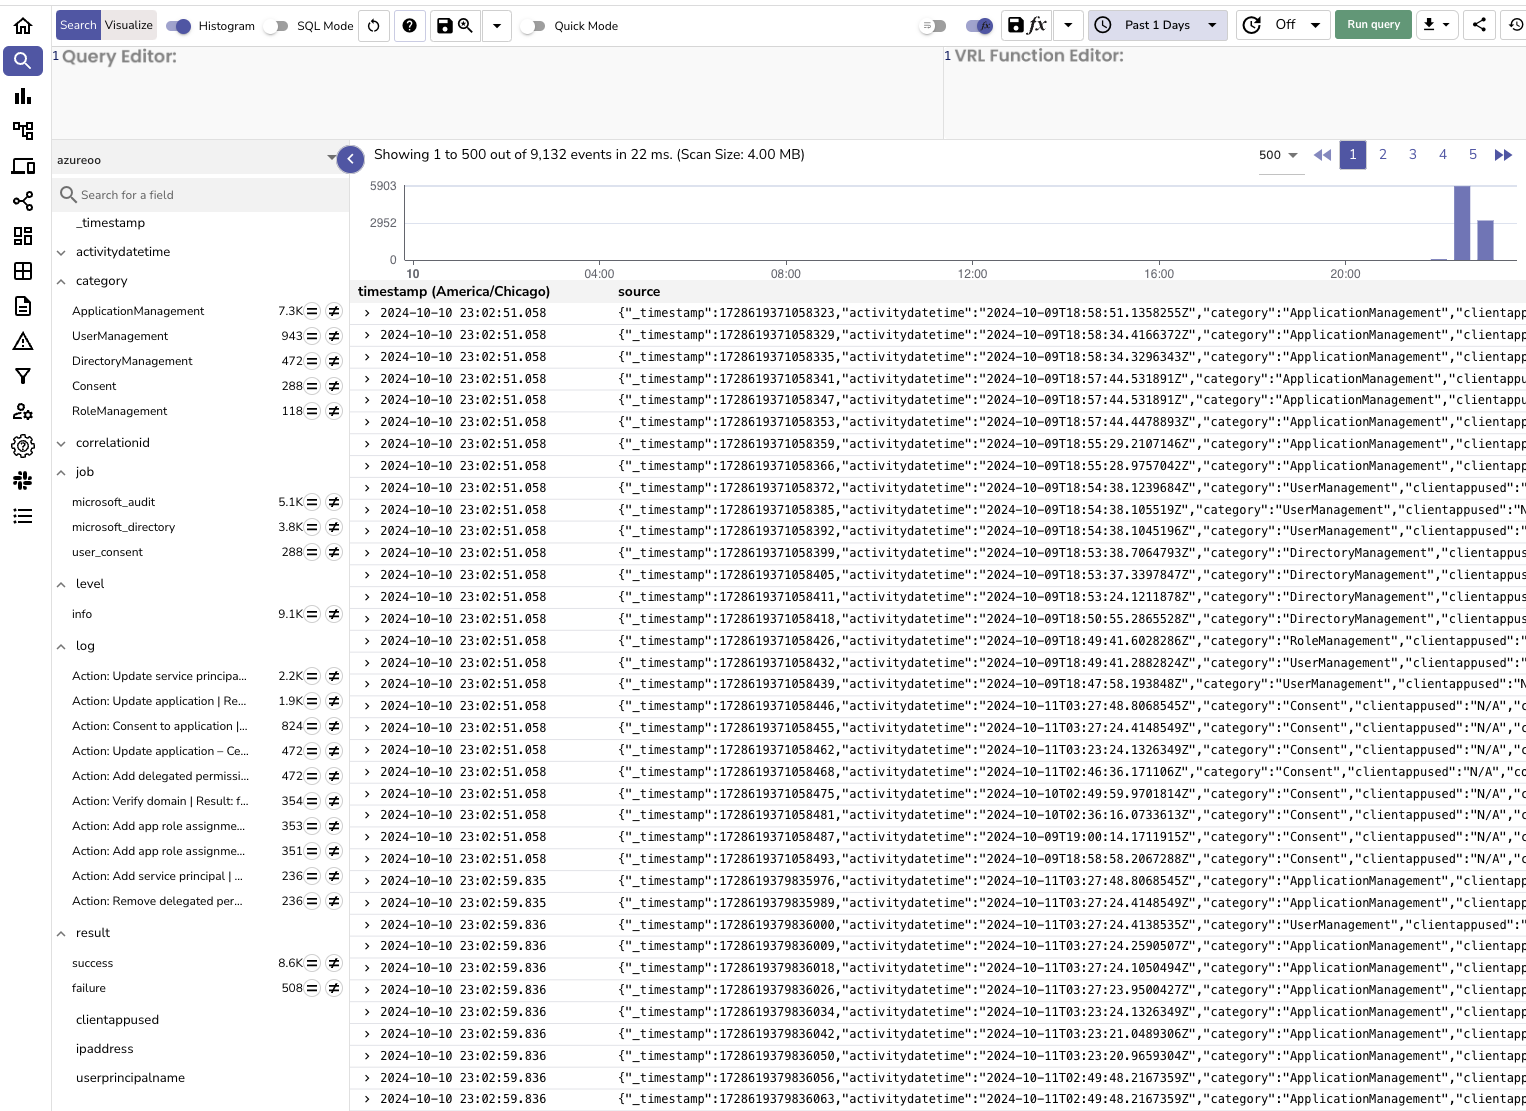 Search Visualize Histogram SQL Mode Quick Mode fx Past 1 Days Off Run query
1 Query Editor:
1 VRL Function Editor:
azureoo
Search for a field
_timestamp
activitydatetime
category
ApplicationManagement 7.3K
UserManagement 943
DirectoryManagement 472
Consent 288
RoleManagement 118
correlationid
job
microsoft_audit 5.1K
microsoft_directory 3.8K
user_consent 288
level
info 9.1K
log
Action: Update service principa... 2.2K
Action: Update application | Re... 1.9K
Action: Consent to application |... 824
Action: Update application – Ce... 472
Action: Add delegated permissi... 472
Action: Verify domain | Result: f... 354
Action: Add app role assignme... 353
Action: Add app role assignme... 351
Action: Add service principal | ... 236
Action: Remove delegated per... 236
result
success 8.6K
failure 508
clientappused
ipaddress
userprincipalname
Showing 1 to 500 out of 9,132 events in 22 ms. (Scan Size: 4.00 MB)
500 1 2 3 4 5
5903
2952
0
10 04:00 08:00 12:00 16:00 20:00
timestamp (America/Chicago) source
2024-10-10 23:02:51.058 {"_timestamp":1728619371058323,"activitydatetime":"2024-10-09T18:58:51.1358255Z","category":"ApplicationManagement","clientapp
2024-10-10 23:02:51.058 {"_timestamp":1728619371058329,"activitydatetime":"2024-10-09T18:58:34.4166372Z","category":"ApplicationManagement","clientapp
2024-10-10 23:02:51.058 {"_timestamp":1728619371058335,"activitydatetime":"2024-10-09T18:58:34.3296343Z","category":"ApplicationManagement","clientapp
2024-10-10 23:02:51.058 {"_timestamp":1728619371058341,"activitydatetime":"2024-10-09T18:57:44.531891Z","category":"ApplicationManagement","clientappu
2024-10-10 23:02:51.058 {"_timestamp":1728619371058347,"activitydatetime":"2024-10-09T18:57:44.531891Z","category":"ApplicationManagement","clientappu
2024-10-10 23:02:51.058 {"_timestamp":1728619371058353,"activitydatetime":"2024-10-09T18:57:44.4478893Z","category":"ApplicationManagement","clientapp
2024-10-10 23:02:51.058 {"_timestamp":1728619371058359,"activitydatetime":"2024-10-09T18:55:29.2107146Z","category":"ApplicationManagement","clientapp
2024-10-10 23:02:51.058 {"_timestamp":1728619371058366,"activitydatetime":"2024-10-09T18:55:28.9757042Z","category":"ApplicationManagement","clientapp
2024-10-10 23:02:51.058 {"_timestamp":1728619371058372,"activitydatetime":"2024-10-09T18:54:38.1239684Z","category":"UserManagement","clientappused":"
2024-10-10 23:02:51.058 {"_timestamp":1728619371058385,"activitydatetime":"2024-10-09T18:54:38.105519Z","category":"UserManagement","clientappused":"N
2024-10-10 23:02:51.058 {"_timestamp":1728619371058392,"activitydatetime":"2024-10-09T18:54:38.1045196Z","category":"UserManagement","clientappused":"
2024-10-10 23:02:51.058 {"_timestamp":1728619371058399,"activitydatetime":"2024-10-09T18:53:38.7064793Z","category":"DirectoryManagement","clientappus
2024-10-10 23:02:51.058 {"_timestamp":1728619371058405,"activitydatetime":"2024-10-09T18:53:37.3397847Z","category":"DirectoryManagement","clientappus
2024-10-10 23:02:51.058 {"_timestamp":1728619371058411,"activitydatetime":"2024-10-09T18:53:24.1211878Z","category":"DirectoryManagement","clientappus
2024-10-10 23:02:51.058 {"_timestamp":1728619371058418,"activitydatetime":"2024-10-09T18:50:55.2865528Z","category":"DirectoryManagement","clientappus
2024-10-10 23:02:51.058 {"_timestamp":1728619371058426,"activitydatetime":"2024-10-09T18:49:41.6028286Z","category":"RoleManagement","clientappused":"
2024-10-10 23:02:51.058 {"_timestamp":1728619371058432,"activitydatetime":"2024-10-09T18:49:41.2882824Z","category":"UserManagement","clientappused":"
2024-10-10 23:02:51.058 {"_timestamp":1728619371058439,"activitydatetime":"2024-10-09T18:47:58.193848Z","category":"UserManagement","clientappused":"N
2024-10-10 23:02:51.058 {"_timestamp":1728619371058446,"activitydatetime":"2024-10-11T03:27:48.8068545Z","category":"Consent","clientappused":"N/A","c
2024-10-10 23:02:51.058 {"_timestamp":1728619371058455,"activitydatetime":"2024-10-11T03:27:24.4148549Z","category":"Consent","clientappused":"N/A","c
2024-10-10 23:02:51.058 {"_timestamp":1728619371058462,"activitydatetime":"2024-10-11T03:23:24.1326349Z","category":"Consent","clientappused":"N/A","c
2024-10-10 23:02:51.058 {"_timestamp":1728619371058468,"activitydatetime":"2024-10-11T02:46:36.171106Z","category":"Consent","clientappused":"N/A","co
2024-10-10 23:02:51.058 {"_timestamp":1728619371058475,"activitydatetime":"2024-10-10T02:49:59.9701814Z","category":"Consent","clientappused":"N/A","c
2024-10-10 23:02:51.058 {"_timestamp":1728619371058481,"activitydatetime":"2024-10-10T02:36:16.0733613Z","category":"Consent","clientappused":"N/A","c
2024-10-10 23:02:51.058 {"_timestamp":1728619371058487,"activitydatetime":"2024-10-09T19:00:14.1711915Z","category":"Consent","clientappused":"N/A","c
2024-10-10 23:02:51.058 {"_timestamp":1728619371058493,"activitydatetime":"2024-10-09T18:58:58.2067288Z","category":"Consent","clientappused":"N/A","c
2024-10-10 23:02:59.835 {"_timestamp":1728619379835976,"activitydatetime":"2024-10-11T03:27:48.8068545Z","category":"ApplicationManagement","clientapp
2024-10-10 23:02:59.835 {"_timestamp":1728619379835989,"activitydatetime":"2024-10-11T03:27:24.4148549Z","category":"ApplicationManagement","clientapp
2024-10-10 23:02:59.836 {"_timestamp":1728619379836000,"activitydatetime":"2024-10-11T03:27:24.4138535Z","category":"UserManagement","clientappused":"
2024-10-10 23:02:59.836 {"_timestamp":1728619379836009,"activitydatetime":"2024-10-11T03:27:24.2590507Z","category":"ApplicationManagement","clientapp
2024-10-10 23:02:59.836 {"_timestamp":1728619379836018,"activitydatetime":"2024-10-11T03:27:24.1050494Z","category":"ApplicationManagement","clientapp
2024-10-10 23:02:59.836 {"_timestamp":1728619379836026,"activitydatetime":"2024-10-11T03:27:23.9500427Z","category":"ApplicationManagement","clientapp
2024-10-10 23:02:59.836 {"_timestamp":1728619379836034,"activitydatetime":"2024-10-11T03:23:24.1326349Z","category":"ApplicationManagement","clientapp
2024-10-10 23:02:59.836 {"_timestamp":1728619379836042,"activitydatetime":"2024-10-11T03:23:21.0489306Z","category":"ApplicationManagement","clientapp
2024-10-10 23:02:59.836 {"_timestamp":1728619379836050,"activitydatetime":"2024-10-11T03:23:20.9659304Z","category":"ApplicationManagement","clientapp
2024-10-10 23:02:59.836 {"_timestamp":1728619379836056,"activitydatetime":"2024-10-11T02:49:48.2167359Z","category":"ApplicationManagement","clientapp
2024-10-10 23:02:59.836 {"_timestamp":1728619379836063,"activitydatetime":"2024-10-11T02:49:48.2167359Z","category":"ApplicationManagement","clientapp